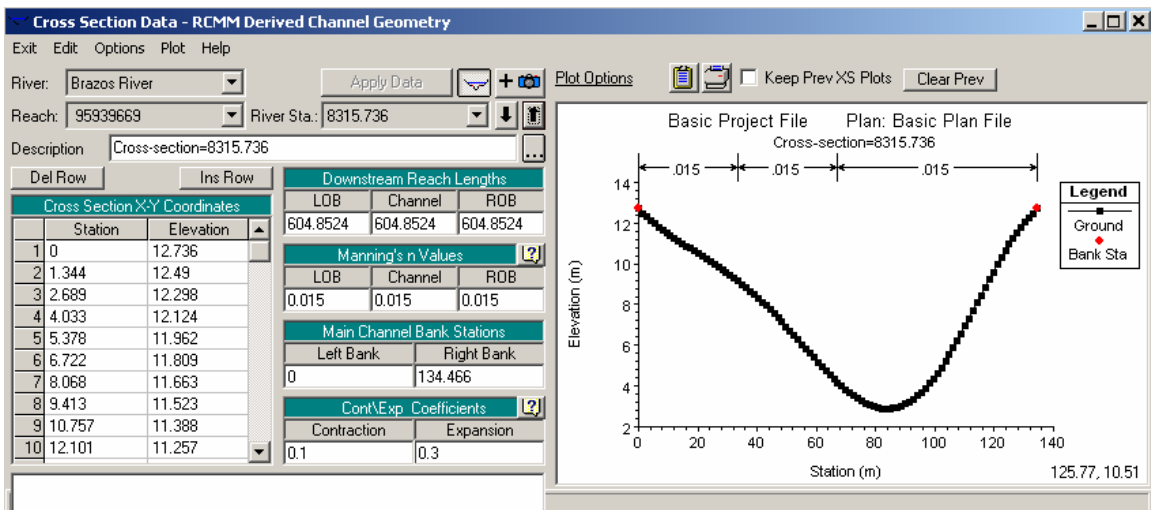 Cross Section Data - RCMM Derived Channel Geometry
Exit Edit Options Plot Help
River: Brazos River Apply Data
Reach: 95939669 River Sta.: 8315.736
Description Cross-section=8315.736 ...
Del Row Ins Row
Cross Section X-Y Coordinates
Station Elevation
1 0 12.736
2 1.344 12.49
3 2.689 12.298
4 4.033 12.124
5 5.378 11.962
6 6.722 11.809
7 8.068 11.663
8 9.413 11.523
9 10.757 11.388
10 12.101 11.257
Downstream Reach Lengths
LOB Channel ROB
604.8524 604.8524 604.8524
Manning's n Values ?
LOB Channel ROB
0.015 0.015 0.015
Main Channel Bank Stations
Left Bank Right Bank
0 134.466
Cont\Exp Coefficients ?
Contraction Expansion
0.1 0.3
Plot Options Keep Prev XS Plots Clear Prev
Basic Project File Plan: Basic Plan File
Cross-section=8315.736
.015 .015 .015
14
12
10
8
6
4
2
Elevation (m)
0 20 40 60 80 100 120 140
Station (m)
Legend
Ground
Bank Sta
125.77, 10.51